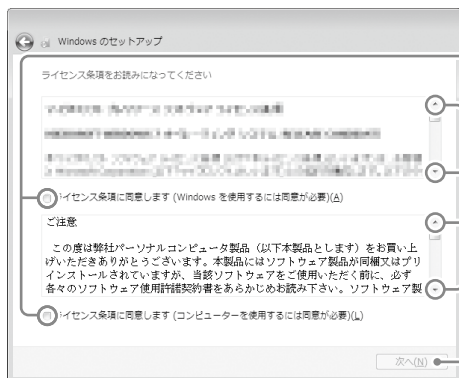 Windows のセットアップ
ライセンス条項をお読みになってください
ライセンス条項に同意します (Windows を使用するには同意が必要)(A)
ご注意
この度は弊社パーソナルコンピュータ製品（以下本製品とします）をお買い上
げいただきありがとうございます。本製品にはソフトウェア製品が同梱又はプリ
インストールされていますが、当該ソフトウェアをご使用いただく前に、必ず
各々のソフトウェア使用許諾契約書をあらかじめお読み下さい。ソフトウェア製
ライセンス条項に同意します (コンピューターを使用するには同意が必要)(L)
次へ(N)